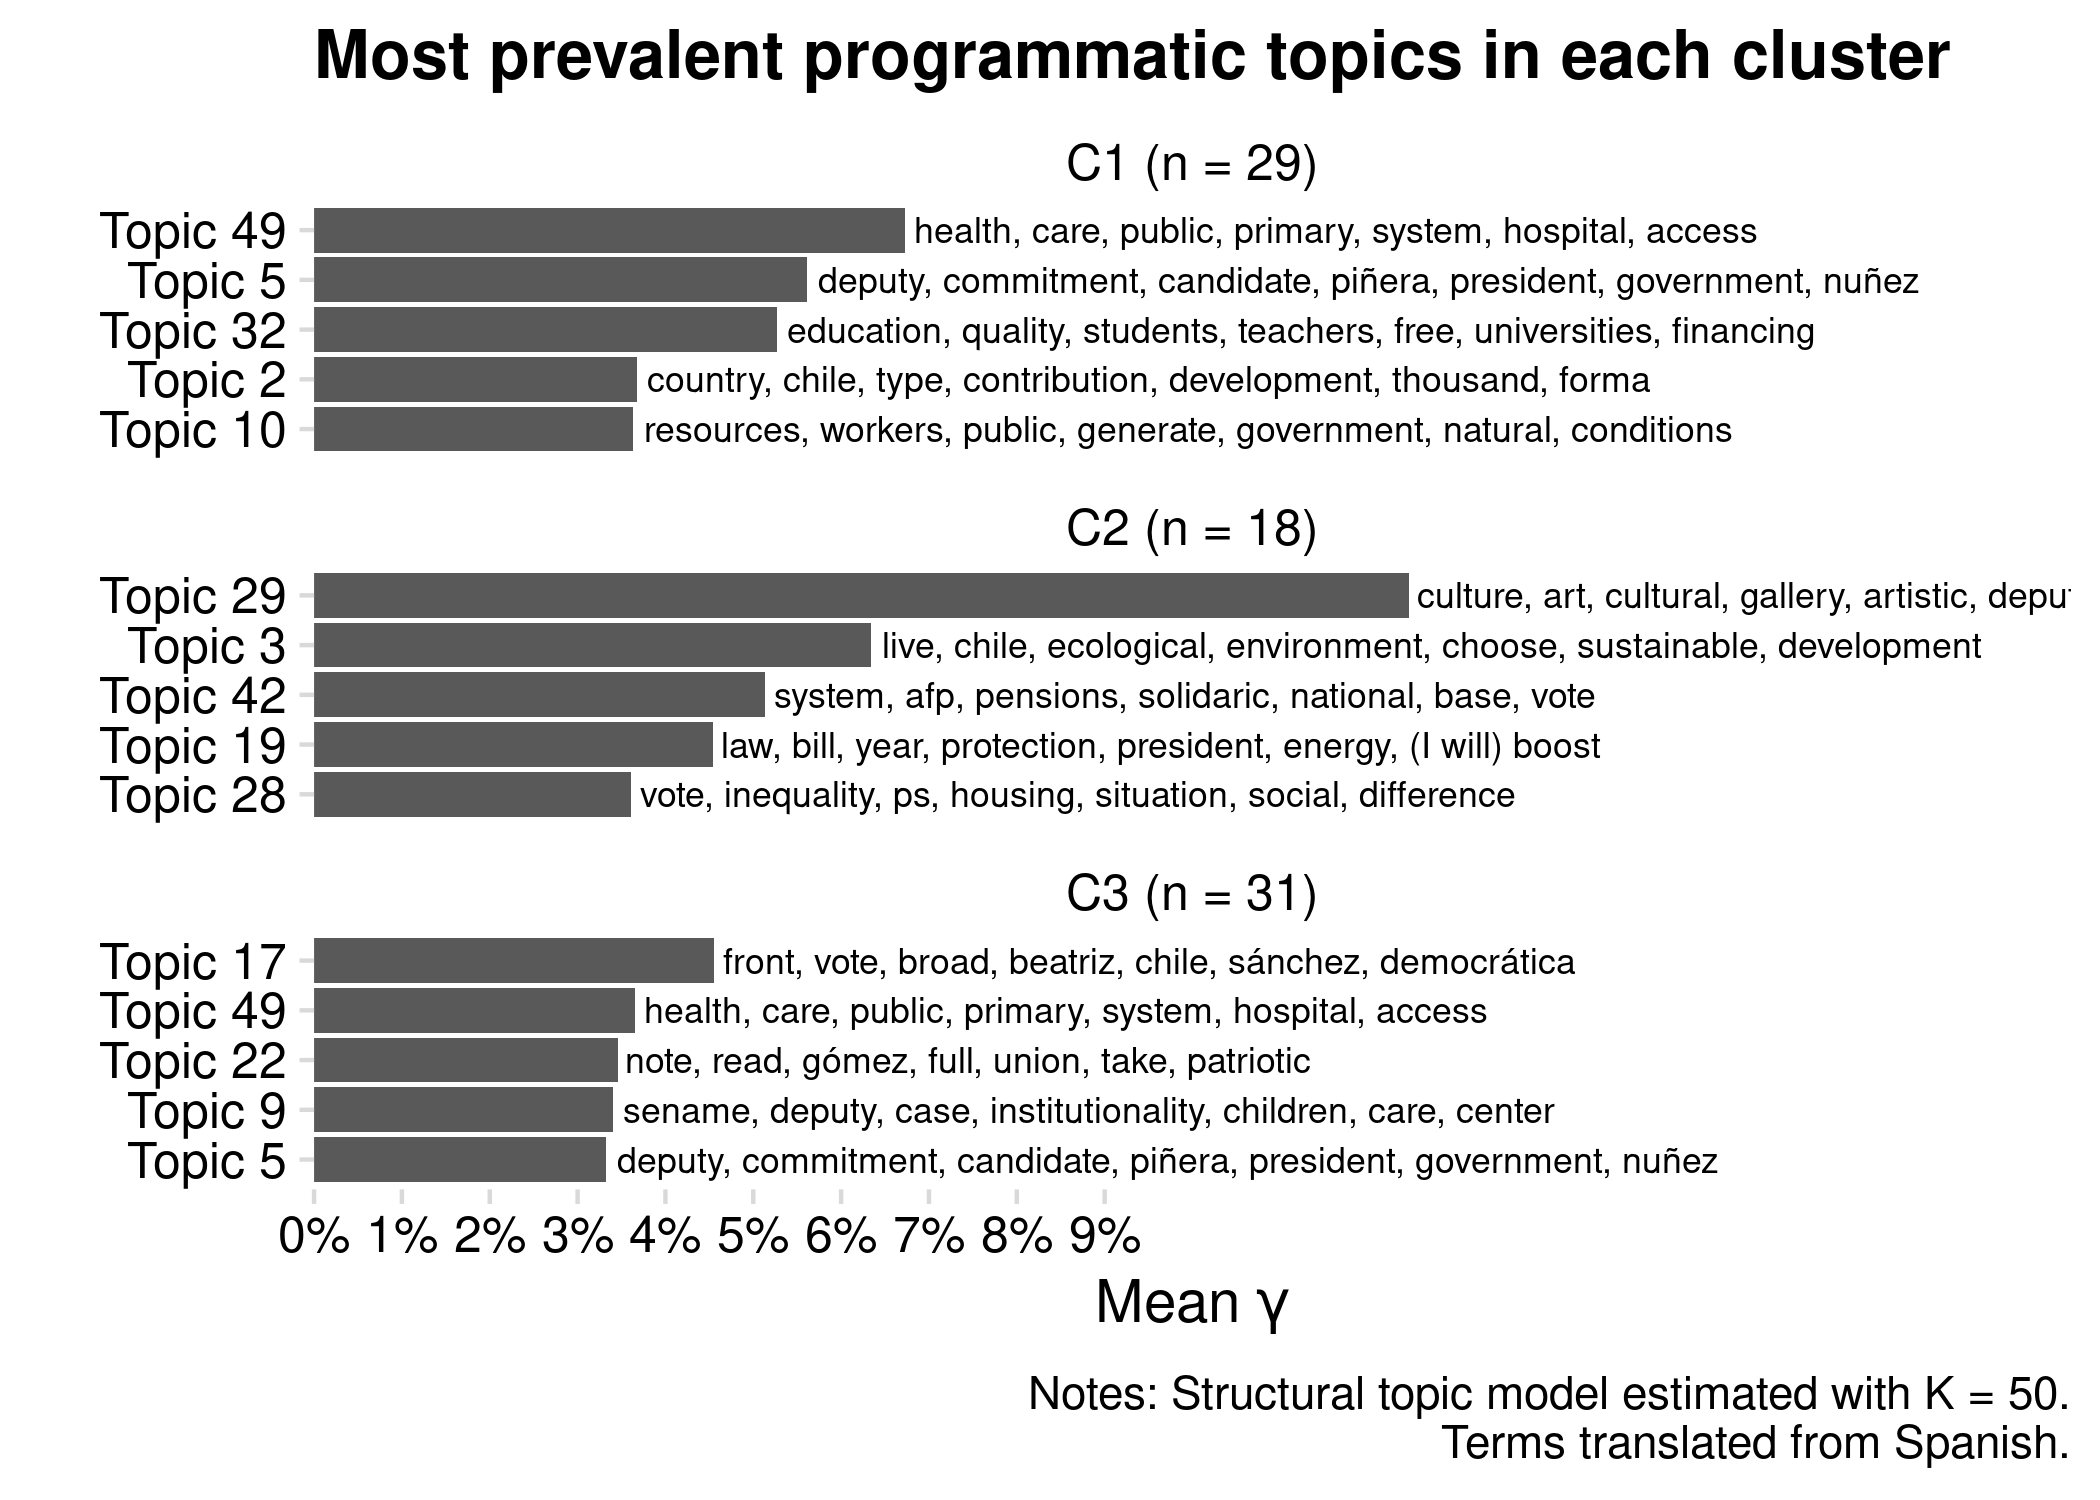 Most prevalent programmatic topics in each cluster
C1 (n = 29)
Topic 49 health, care, public, primary, system, hospital, access
Topic 5 deputy, commitment, candidate, piñera, president, government, nuñez
Topic 32 education, quality, students, teachers, free, universities, financing
Topic 2 country, chile, type, contribution, development, thousand, forma
Topic 10 resources, workers, public, generate, government, natural, conditions
C2 (n = 18)
Topic 29 culture, art, cultural, gallery, artistic,
Topic 3 live, chile, ecological, environment, choose, sustainable, development
Topic 42 system, afp, pensions, solidaric, national, base, vote
Topic 19 law, bill, year, protection, president, energy, (I will) boost
Topic 28 vote, inequality, ps, housing, situation, social, difference
C3 (n = 31)
Topic 17 front, vote, broad, beatriz, chile, sánchez, democrática
Topic 49 health, care, public, primary, system, hospital, access
Topic 22 note, read, gómez, full, union, take, patriotic
Topic 9 sename, deputy, case, institutionality, children, care, center
Topic 5 deputy, commitment, candidate, piñera, president, government, nuñez
0% 1% 2% 3% 4% 5% 6% 7% 8% 9%
Mean γ
Notes: Structural topic model estimated with K = 50.
Terms translated from Spanish.